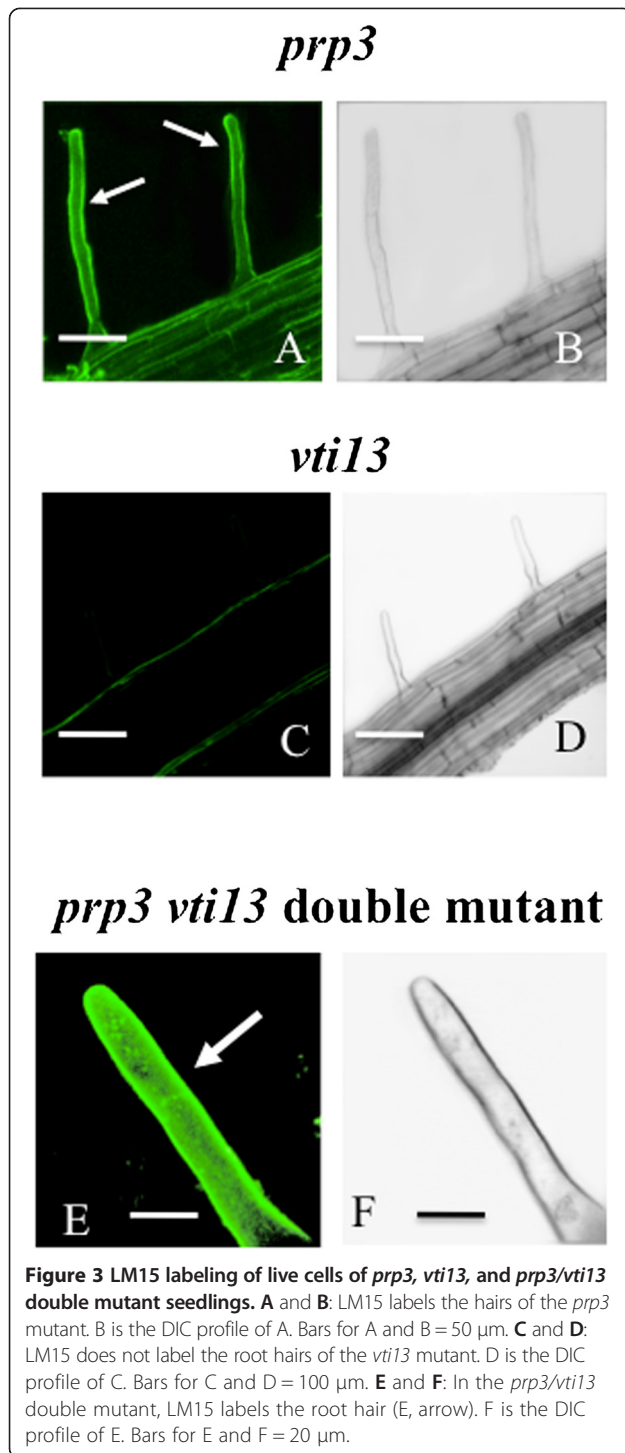 prp3
A
B
vti13
C
D
prp3 vti13 double mutant
E
F
Figure 3 LM15 labeling of live cells of prp3, vti13, and prp3/vti13
double mutant seedlings. A and B: LM15 labels the hairs of the prp3
mutant. B is the DIC profile of A. Bars for A and B = 50 μm. C and D:
LM15 does not label the root hairs of the vti13 mutant. D is the DIC
profile of C. Bars for C and D = 100 μm. E and F: In the prp3/vti13
double mutant, LM15 labels the root hair (E, arrow). F is the DIC
profile of E. Bars for E and F = 20 μm.